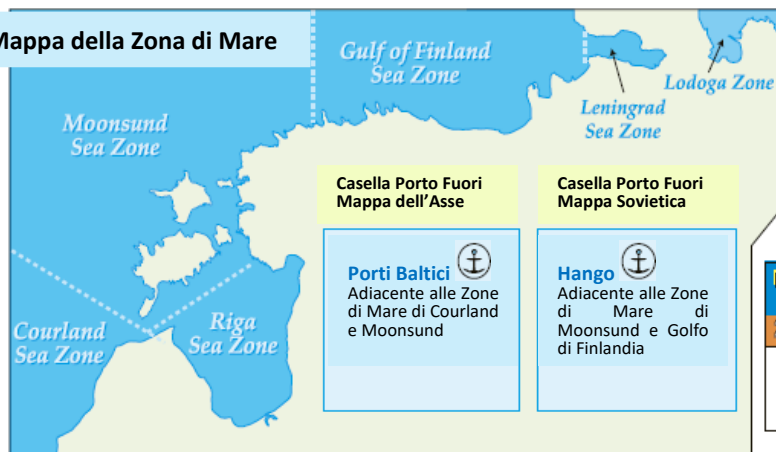 Mappa della Zona di Mare
Gulf of Finland
Sea Zone
Lodoga Zone
Leningrad
Sea Zone
Moonsund
Sea Zone
Casella Porto Fuori
Mappa dell'Asse
Casella Porto Fuori
Mappa Sovietica
Porti Baltici
Adiacente alle Zone
di Mare di Courland
e Moonsund
Hango
Adiacente alle Zone
di Mare di
Moonsund e Golfo
di Finlandia
Courland
Sea Zone
Riga
Sea Zone